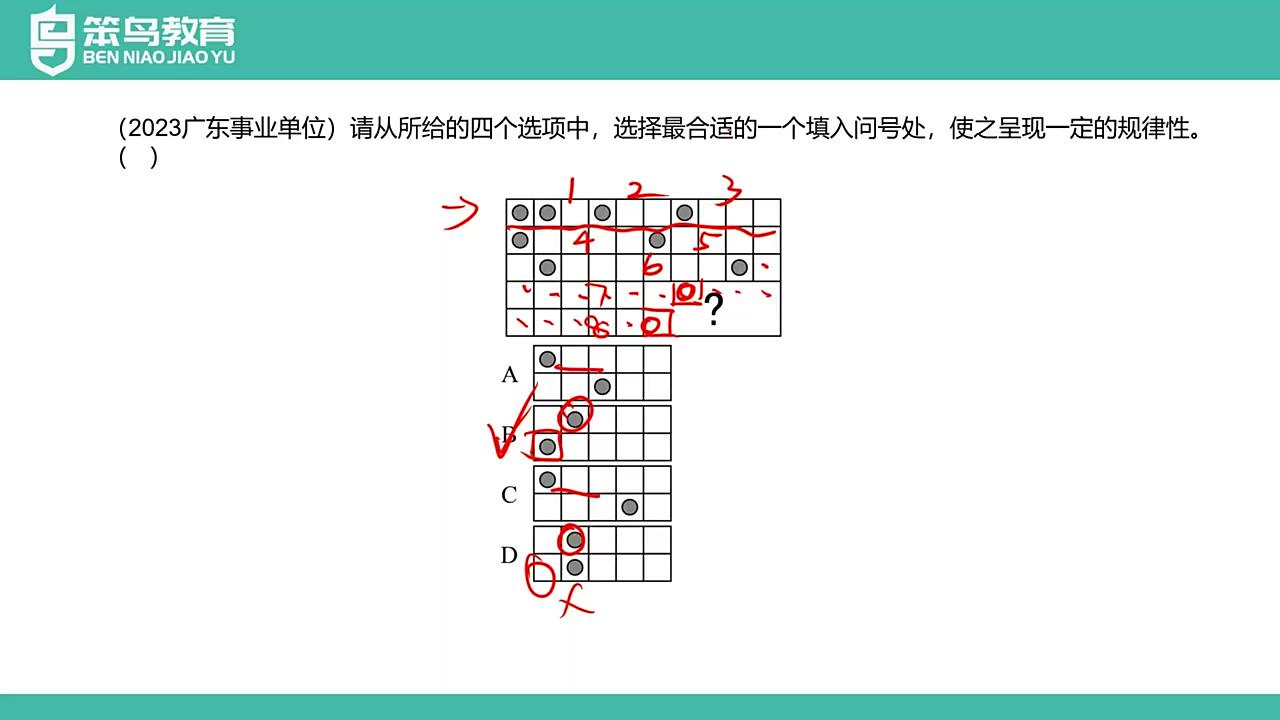 笨鸟教育
BEN NIAO JIAO YU
（2023广东事业单位）请从所给的四个选项中，选择最合适的一个填入问号处，使之呈现一定的规律性。
（ ）
1 2 3
4 5
6
7 ?
8
A
B
C
D